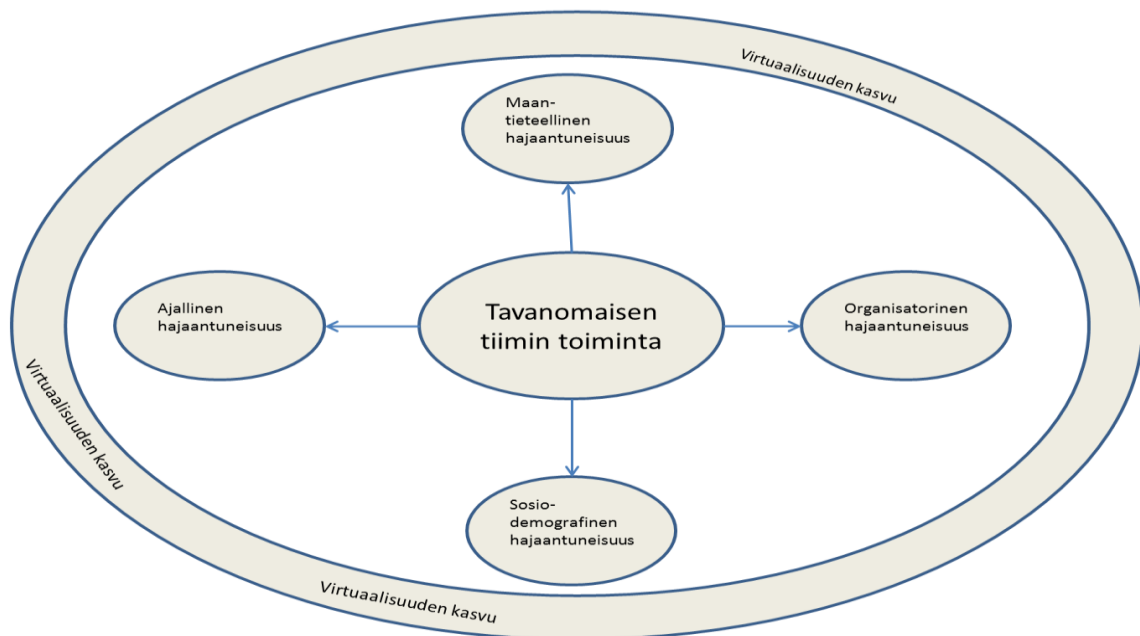 Virtuaalisuuden kasvu
Maan-
tieteellinen
hajaantuneisuus
Ajallinen
hajaantuneisuus
Tavanomaisen
tiimin toiminta
Organisatorinen
hajaantuneisuus
Virtuaalisuuden kasvu
Sosio-
demografinen
hajaantuneisuus
Virtuaalisuuden kasvu